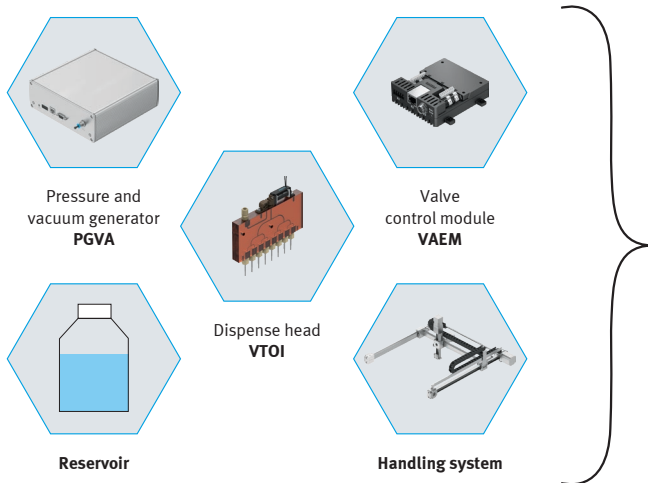 Pressure and
vacuum generator
PGVA
Valve
control module
VAEM
Dispense head
VTOI
Reservoir
Handling system